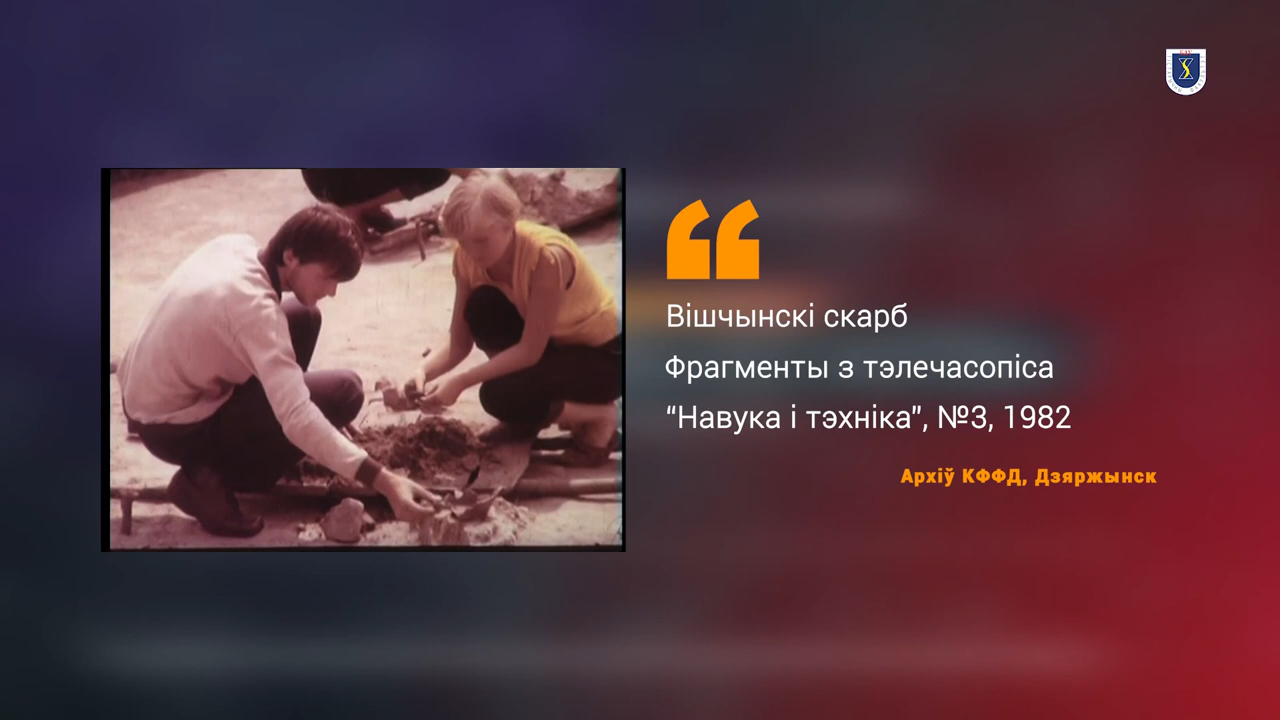 Вішчынскі скарб
Фрагменты з тэлечасопіса
“Навука і тэхніка”, №3, 1982
Архіў КФФД, Дзяржынск